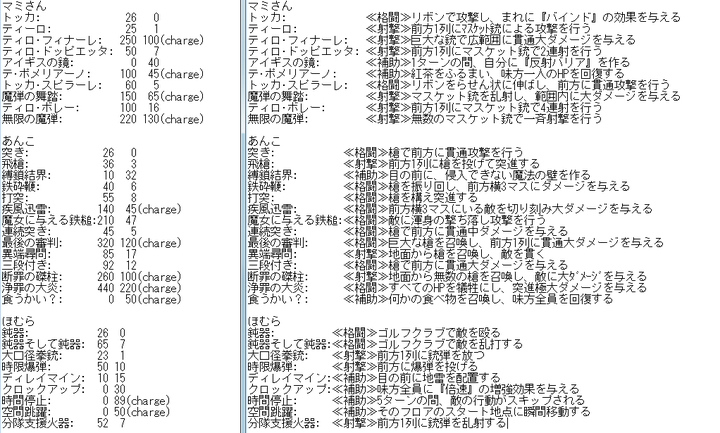 マミさん
トッカ: 26 0
ティーロ: 25 1
ティロ・フィナーレ: 250 100(charge)
ティロ・ドッピエッタ: 50 7
アイギスの鏡: 0 40
テ・ポメリアーノ: 100 45(charge)
トッカ・スピラーレ: 60 5
魔弾の舞踏: 150 65(charge)
ティロ・ボレー: 100 16
無限の魔弾: 220 130(charge)
あんこ
突き: 26 0
飛槍: 36 3
縛鎖結界: 10 32
鉄砕鞭: 40 6
打突: 55 8
疾風迅雷: 140 45(charge)
魔女に与える鉄槌:210 47
連続突き: 45 5
最後の審判: 320 120(charge)
異端尋問: 85 17
三段付き: 92 12
断罪の磔柱: 260 100(charge)
浄罪の大炎: 440 220(charge)
食うかい?: 0 50(charge)
ほむら
鈍器: 26 0
鈍器そして鈍器: 65 7
大口径拳銃: 23 1
時限爆弾: 50 10
ディレイマイン: 10 15
クロックアップ: 0 30
時間停止: 0 89(charge)
空間跳躍: 0 50(charge)
分隊支援火器: 52 7
マミさん
トッカ: ≪格闘≫リボンで攻撃し、まれに『バインド』の効果を与える
ティーロ: ≪射撃≫前方1列にマスケット銃による攻撃を行う
ティロ・フィナーレ: ≪射撃≫巨大な銃で広範囲に貫通大ダメージを与える
ティロ・ドッピエッタ: ≪射撃≫前方1列にマスケット銃で2連射を行う
アイギスの鏡: ≪補助≫1ターンの間、自分に『反射バリア』を作る
テ・ポメリアーノ: ≪補助≫紅茶をふるまい、味方一人のHPを回復する
トッカ・スピラーレ: ≪格闘≫リボンをらせん状に伸ばし、前方に貫通攻撃を行う
魔弾の舞踏: ≪射撃≫マスケット銃を乱射し、範囲内に大ダメージを与える
ティロ・ボレー: ≪射撃≫前方1列にマスケット銃で4連射を行う
無限の魔弾: ≪射撃≫無数のマスケット銃で一斉射撃を行う
あんこ
突き: ≪格闘≫槍で前方に貫通攻撃を行う
飛槍: ≪射撃≫前方1列に槍を投げて突進する
縛鎖結界: ≪補助≫目の前に、侵入できない魔法の壁を作る
鉄砕鞭: ≪格闘≫槍を振り回し、前方横3マスにダメージを与える
打突: ≪格闘≫槍を構え突進する
疾風迅雷: ≪格闘≫前方横3マスにいる敵を切り刻み大ダメージを与える
魔女に与える鉄槌:≪格闘≫敵に渾身の撃ち落し攻撃を行う
連続突き: ≪格闘≫槍で前方に貫通中ダメージを与える
最後の審判: ≪格闘≫巨大な槍を召喚し、前方1列に貫通大ダメージを与える
異端尋問: ≪射撃≫地面から槍を召喚し、敵を貫く
三段付き: ≪格闘≫槍で前方に貫通大ダメージを与える
断罪の磔柱: ≪射撃≫地面から無数の槍を召喚し、敵に大ダメージを与える
浄罪の大炎: ≪格闘≫すべてのHPを犠牲にし、突進極大ダメージを与える
食うかい?: ≪補助≫何かの食べ物を召喚し、味方全員を回復する
ほむら
鈍器: ≪格闘≫ゴルフクラブで敵を殴る
鈍器そして鈍器:≪格闘≫ゴルフクラブで敵を乱打する
大口径拳銃: ≪射撃≫前方1列に銃弾を放つ
時限爆弾: ≪射撃≫前方に爆弾を投げる
ディレイマイン:≪補助≫目の前に地雷を配置する
クロックアップ:≪補助≫味方全員に『倍速』の増強効果を与える
時間停止: ≪補助≫5ターンの間、敵の行動がスキップされる
空間跳躍: ≪補助≫そのフロアのスタート地点に瞬間移動する
分隊支援火器: ≪射撃≫前方1列に銃弾を乱射する